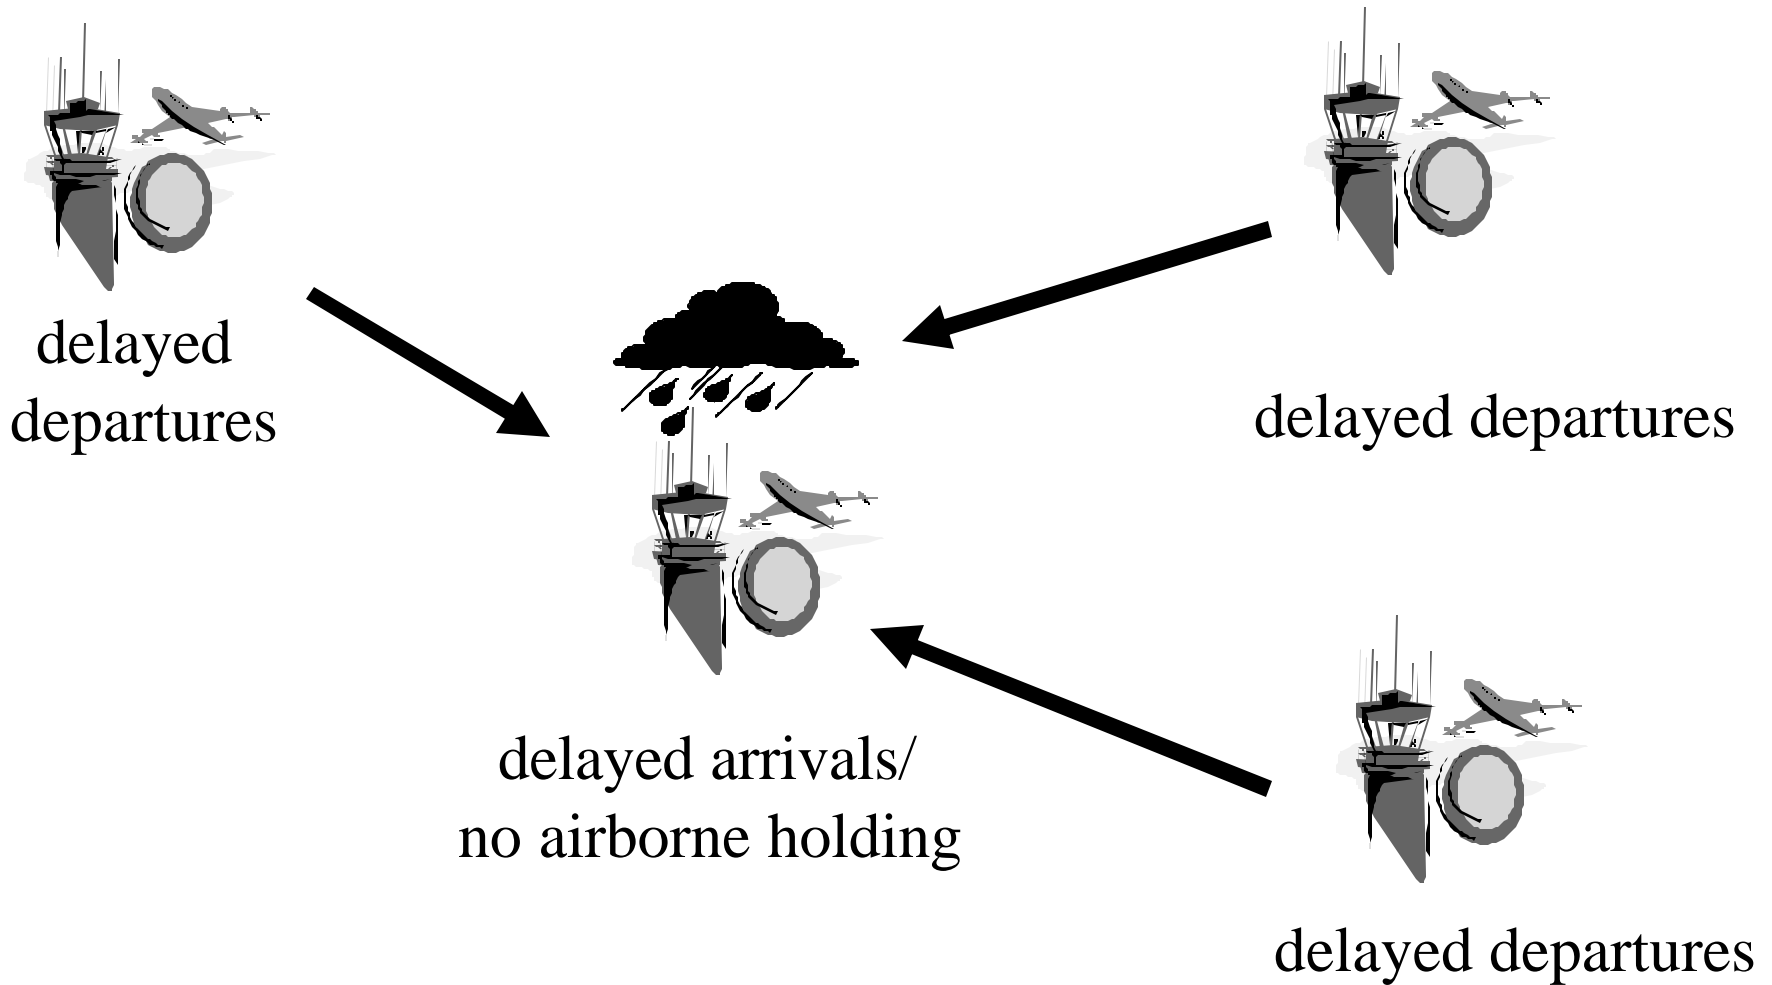 delayed
departures
delayed departures
delayed arrivals/
no airborne holding
delayed departures